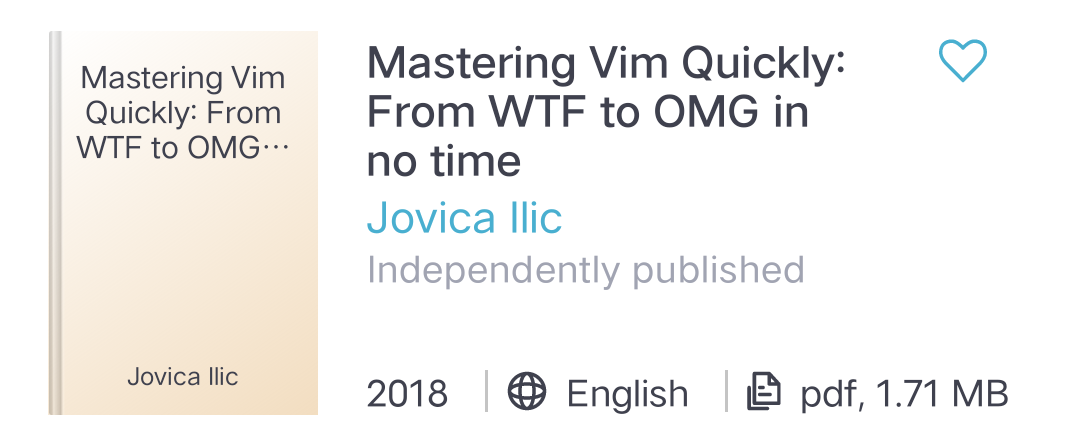 Mastering Vim
Quickly: From
WTF to OMG···
Jovica Ilic
Mastering Vim Quickly:
From WTF to OMG in
no time
Jovica Ilic
Independently published
2018
English
pdf, 1.71 MB